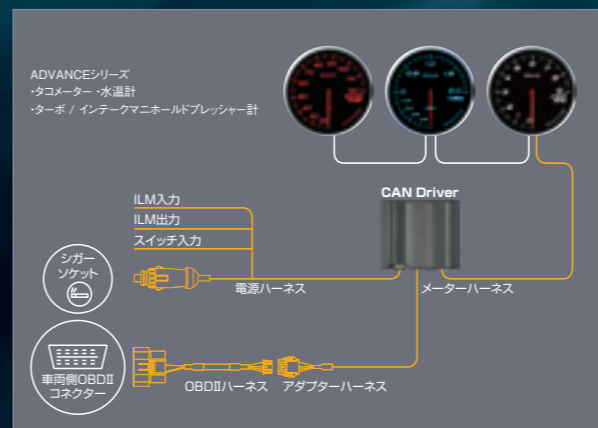 ADVANCEシリーズ
・タコメーター ・水温計
・ターボ / インテークマニホールドプレッシャー計
CAN Driver
ILM入力
ILM出力
スイッチ入力
シガー
ソケット
電源ハーネス
メーターハーネス
車両側OBDⅡ
コネクター
OBDⅡハーネス
アダプターハーネス